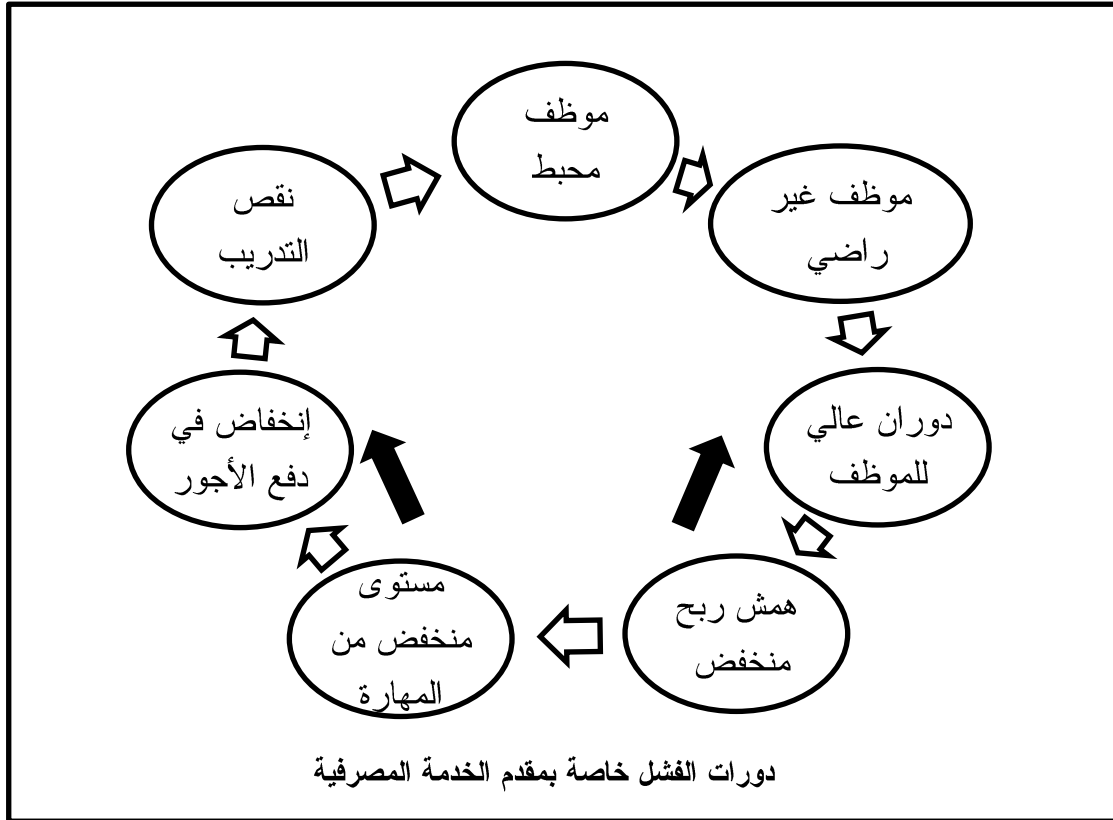 موظف
محبط
موظف غير
راضي
دوران عالي
للموظف
همش ربح
منخفض
مستوى
منخفض من
المهارة
إنخفاض في
دفع الأجور
نقص
التدريب
دورات الفشل خاصة بمقدم الخدمة المصرفية